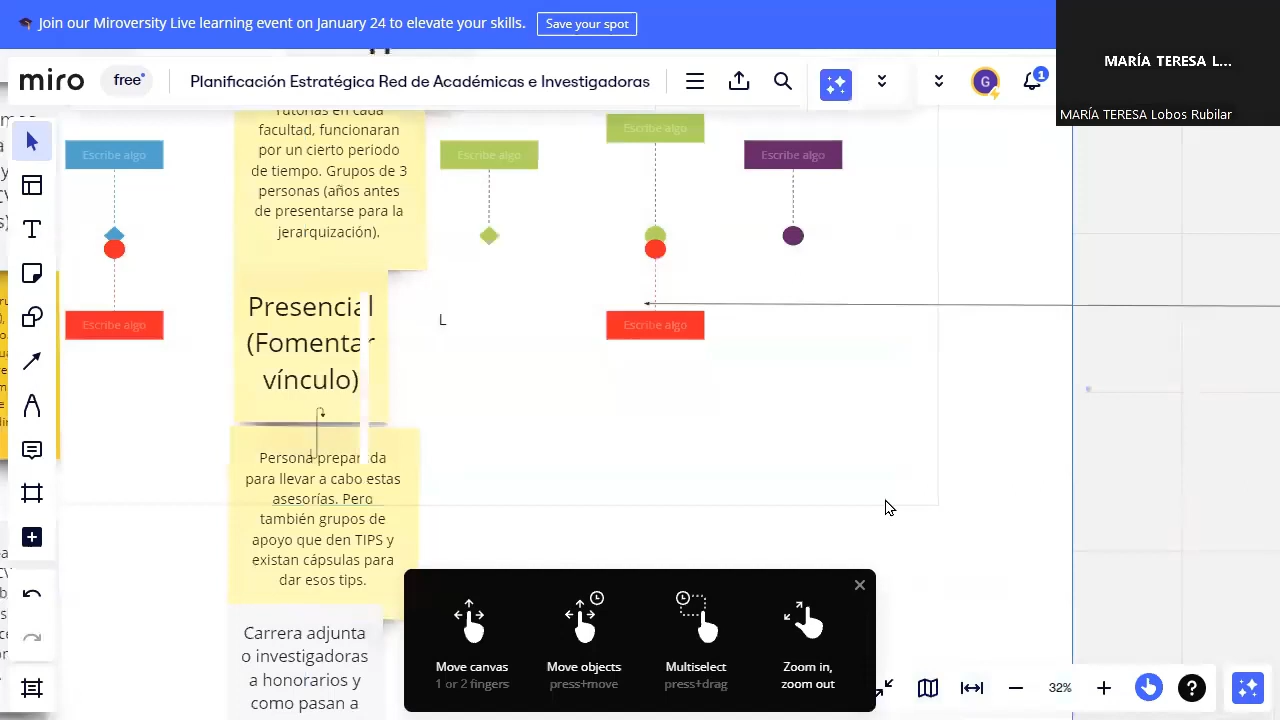 Join our Miroversity Live learning event on January 24 to elevate your skills. Save your spot
MARÍA TERESA L...
MARÍA TERESA Lobos Rubilar
miro free Planificación Estratégica Red de Académicas e Investigadoras
G 1
Tutorías en cada
facultad, funcionaran
por un cierto periodo
de tiempo. Grupos de 3
personas (años antes
de presentarse para la
jerarquización).
Escribe algo
Escribe algo
Escribe algo
Escribe algo
Presencial
(Fomentar
vínculo)
L
Escribe algo
Escribe algo
Persona preparada
para llevar a cabo estas
asesorías. Pero
también grupos de
apoyo que den TIPS y
existan cápsulas para
dar esos tips.
Carrera adjunta
o investigadoras
a honorarios y
como pasan a
Move canvas
1 or 2 fingers
Move objects
press+move
Multiselect
press+drag
Zoom in,
zoom out
32%